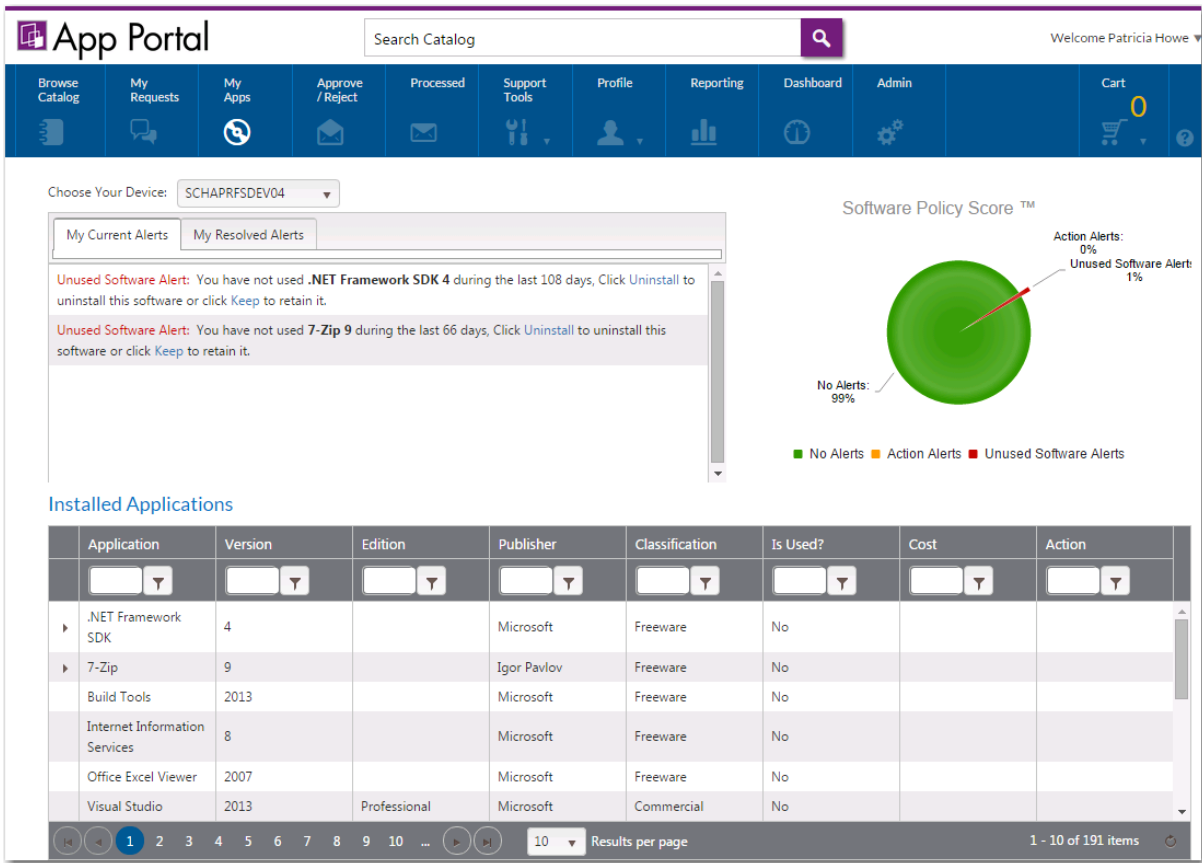 App Portal
Search Catalog
Welcome Patricia Howe
Browse Catalog
My Requests
My Apps
Approve / Reject
Processed
Support Tools
Profile
Reporting
Dashboard
Admin
Cart
0
?
Choose Your Device: SCHAPRFSDEV04
My Current Alerts My Resolved Alerts
Unused Software Alert: You have not used .NET Framework SDK 4 during the last 108 days, Click Uninstall to
uninstall this software or click Keep to retain it.
Unused Software Alert: You have not used 7-Zip 9 during the last 66 days, Click Uninstall to uninstall this
software or click Keep to retain it.
Software Policy Score ™
Action Alerts:
0%
Unused Software Alerts
1%
No Alerts:
99%
No Alerts Action Alerts Unused Software Alerts
Installed Applications
Application Version Edition Publisher Classification Is Used? Cost Action
.NET Framework SDK 4 Microsoft Freeware No
7-Zip 9 Igor Pavlov Freeware No
Build Tools 2013 Microsoft Freeware No
Internet Information Services 8 Microsoft Freeware No
Office Excel Viewer 2007 Microsoft Freeware No
Visual Studio 2013 Professional Microsoft Commercial No
1 2 3 4 5 6 7 8 9 10 ... 10 Results per page 1 - 10 of 191 items